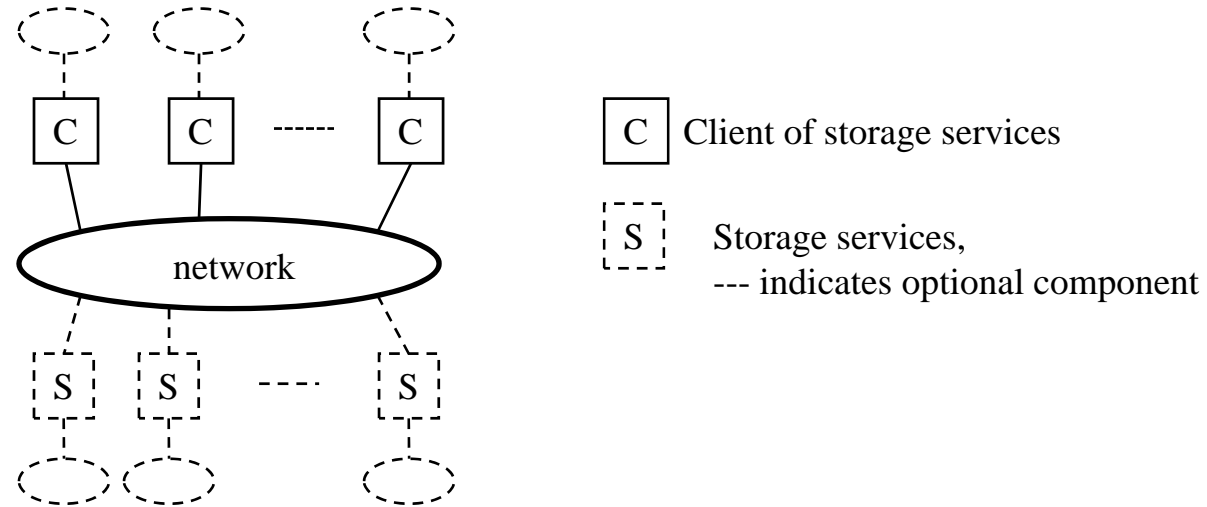 C C C
network
S S S
C Client of storage services
S Storage services,
--- indicates optional component